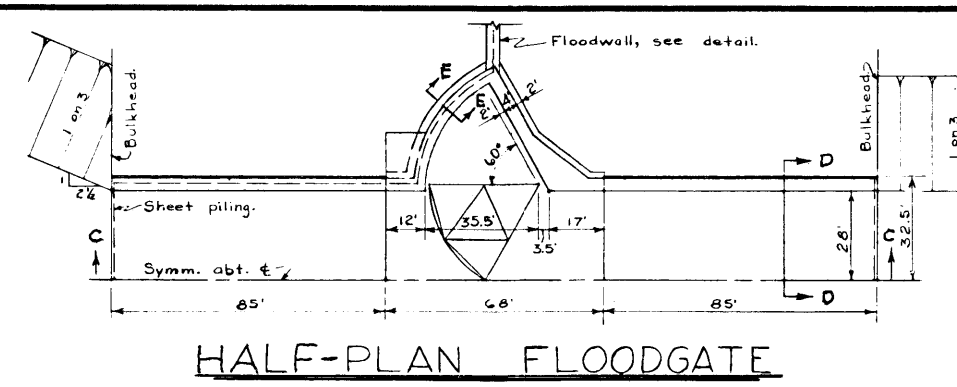 Floodwall, see detail.
E
E
2'
4'
2'
60°
1 on 3
Bulkhead.
Bulkhead.
1 on 3
1
2½
Sheet piling.
D
12'
35.5'
3.5'
17'
28'
32.5'
C
C
Symm. abt. ℄
D
85'
68'
85'
HALF-PLAN FLOODGATE